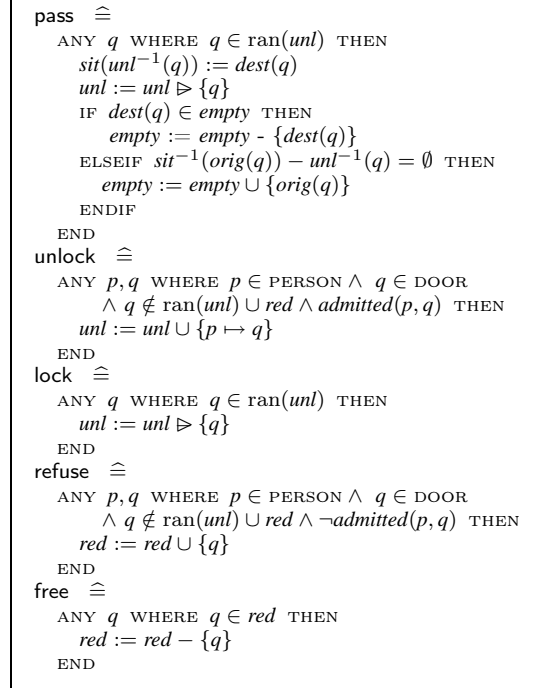 pass ≙
ANY q WHERE q ∈ ran(unl) THEN
sit(unl⁻¹(q)) := dest(q)
unl := unl ⩥ {q}
IF dest(q) ∈ empty THEN
empty := empty - {dest(q)}
ELSEIF sit⁻¹(orig(q)) − unl⁻¹(q) = ∅ THEN
empty := empty ∪ {orig(q)}
ENDIF
END
unlock ≙
ANY p, q WHERE p ∈ PERSON ∧ q ∈ DOOR
∧ q ∉ ran(unl) ∪ red ∧ admitted(p, q) THEN
unl := unl ∪ {p ↦ q}
END
lock ≙
ANY q WHERE q ∈ ran(unl) THEN
unl := unl ⩥ {q}
END
refuse ≙
ANY p, q WHERE p ∈ PERSON ∧ q ∈ DOOR
∧ q ∉ ran(unl) ∪ red ∧ ¬admitted(p, q) THEN
red := red ∪ {q}
END
free ≙
ANY q WHERE q ∈ red THEN
red := red − {q}
END